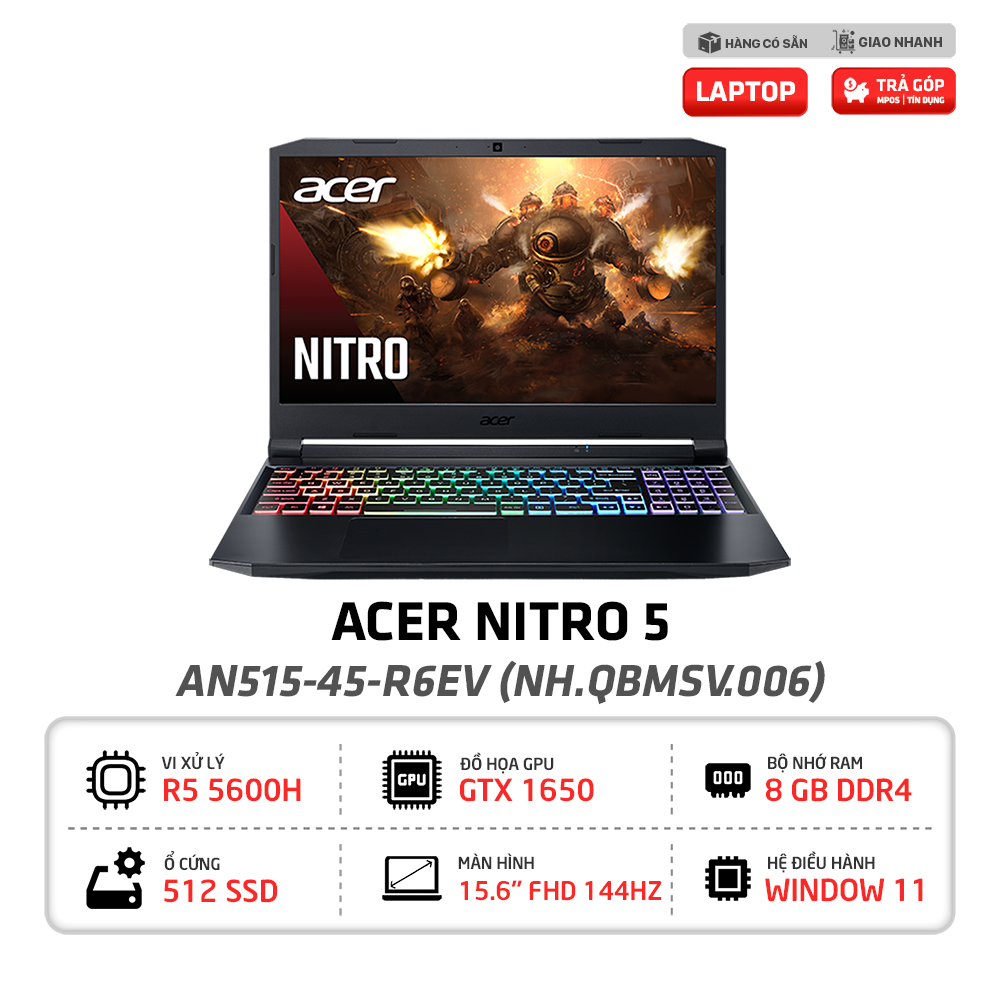 HÀNG CÓ SẴN
GIAO NHANH
LAPTOP
TRẢ GÓP
MPOS | TÍN DỤNG
acer
NITRO
acer
ACER NITRO 5
AN515-45-R6EV (NH.QBMSV.006)
VI XỬ LÝ
R5 5600H
GPU
ĐỒ HỌA GPU
GTX 1650
BỘ NHỚ RAM
8 GB DDR4
Ổ CỨNG
512 SSD
MÀN HÌNH
15.6” FHD 144HZ
HỆ ĐIỀU HÀNH
WINDOW 11